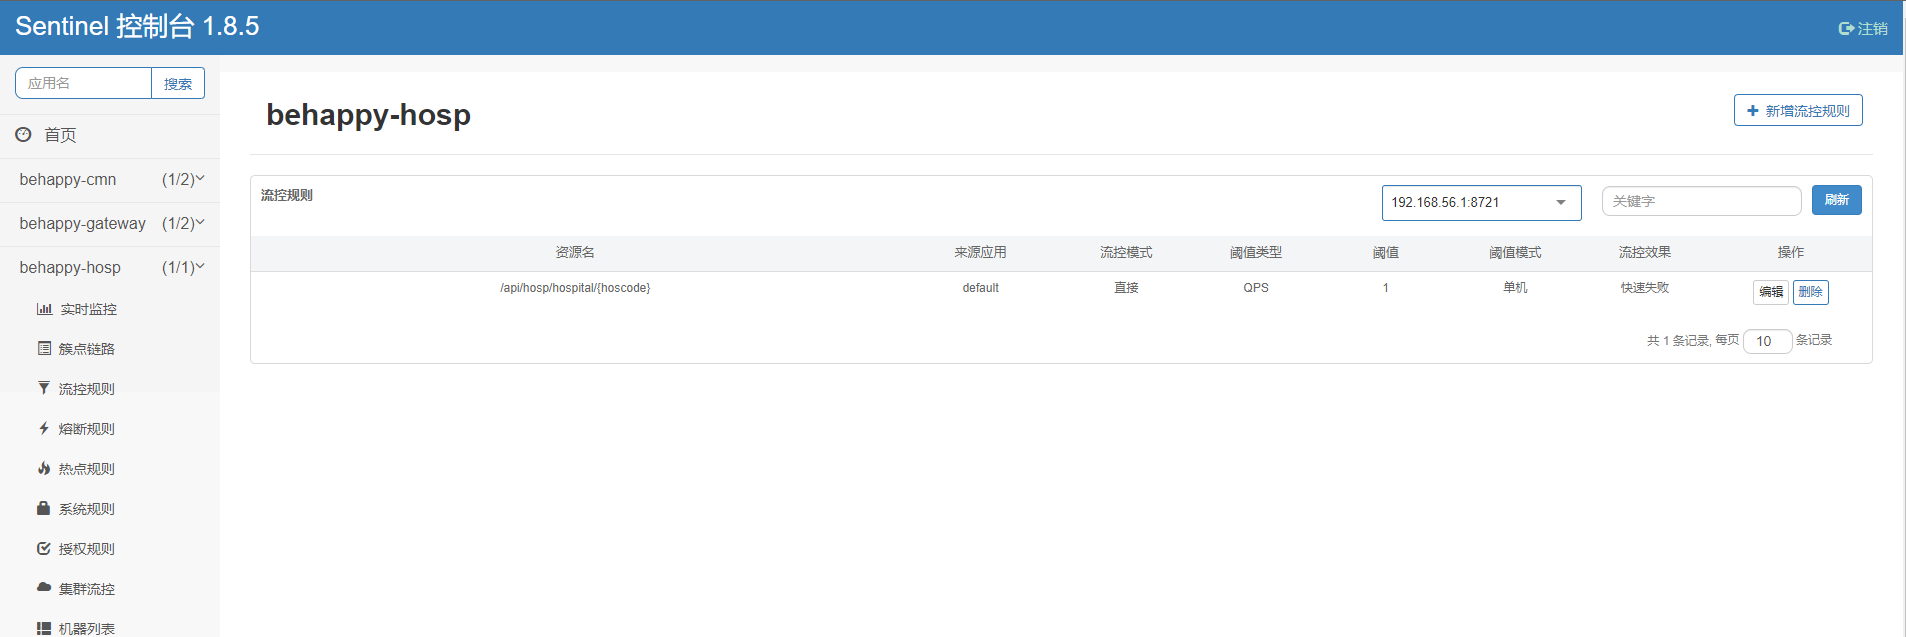 Sentinel 控制台 1.8.5
注销
应用名 搜索
首页
behappy-cmn (1/2)
behappy-gateway (1/2)
behappy-hosp (1/1)
实时监控
簇点链路
流控规则
熔断规则
热点规则
系统规则
授权规则
集群流控
机器列表
behappy-hosp
新增流控规则
流控规则
192.168.56.1:8721 关键字 刷新
资源名 来源应用 流控模式 阈值类型 阈值 阈值模式 流控效果 操作
/api/hosp/hospital/{hoscode} default 直接 QPS 1 单机 快速失败 编辑 删除
共 1 条记录, 每页 10 条记录